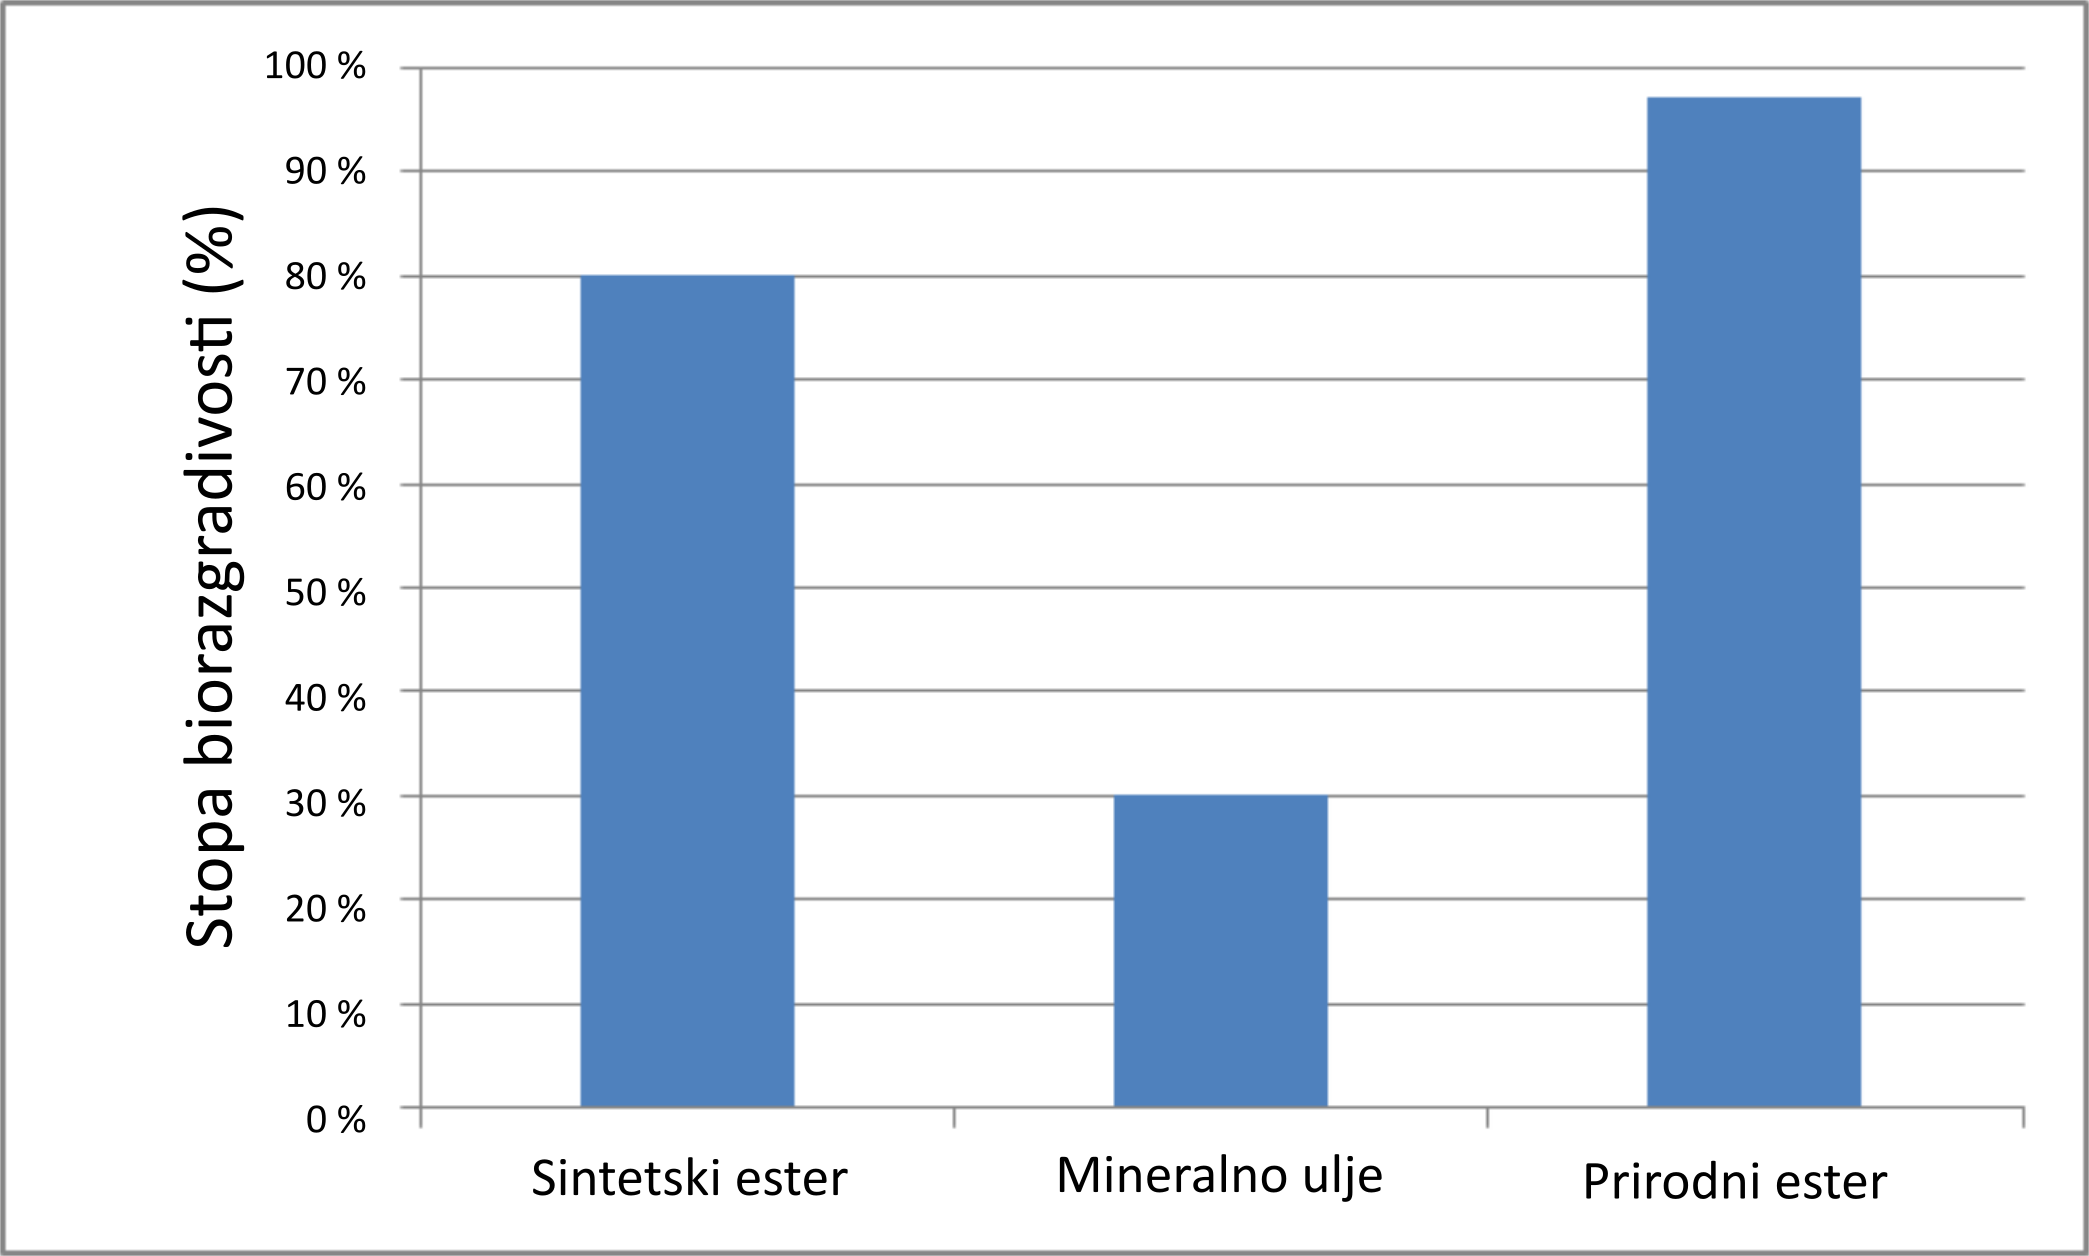 Stopa biorazgradivosti (%)
100 %
90 %
80 %
70 %
60 %
50 %
40 %
30 %
20 %
10 %
0 %
Sintetski ester
Mineralno ulje
Prirodni ester